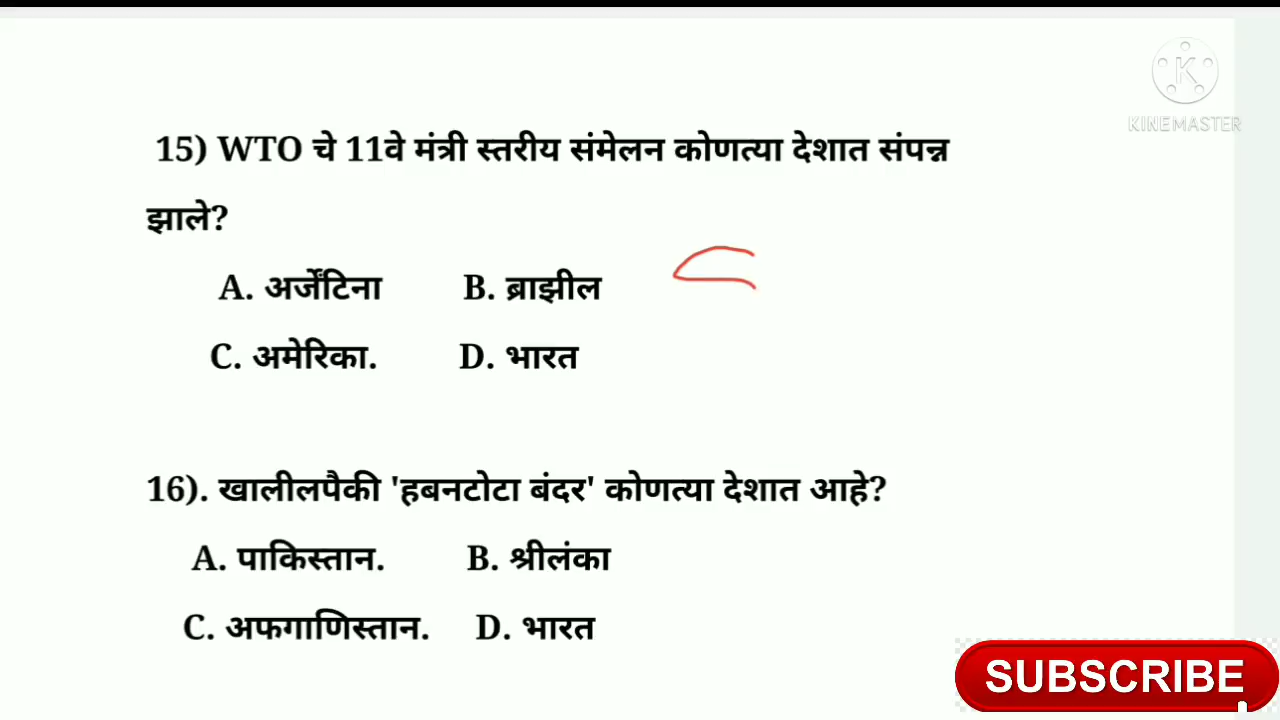 KINEMASTER
15) WTO चे 11वे मंत्री स्तरीय संमेलन कोणत्या देशात संपन्न
झाले?
A. अर्जेंटिना B. ब्राझील
C. अमेरिका. D. भारत
16). खालीलपैकी 'हबनटोटा बंदर' कोणत्या देशात आहे?
A. पाकिस्तान. B. श्रीलंका
C. अफगाणिस्तान. D. भारत
SUBSCRIBE